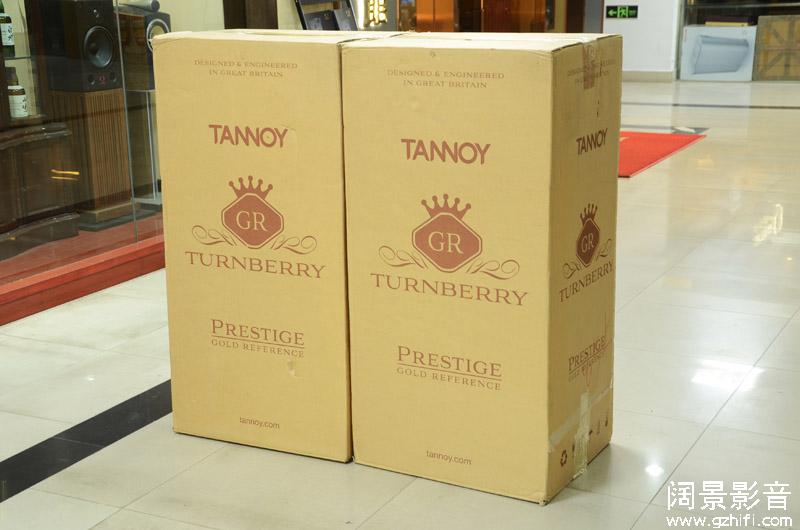 DESIGNED & ENGINEERED
IN GREAT BRITAIN
TANNOY
GR
TURNBERRY
PRESTIGE
GOLD REFERENCE
tannoy.com
DESIGNED & ENGINEERED
IN GREAT BRITAIN
TANNOY
GR
TURNBERRY
PRESTIGE
GOLD REFERENCE
tannoy.com
TANNOY
GR
TURNBERRY
PRESTIGE
GOLD REFERENCE
阔景影音
www.gzhifi.com